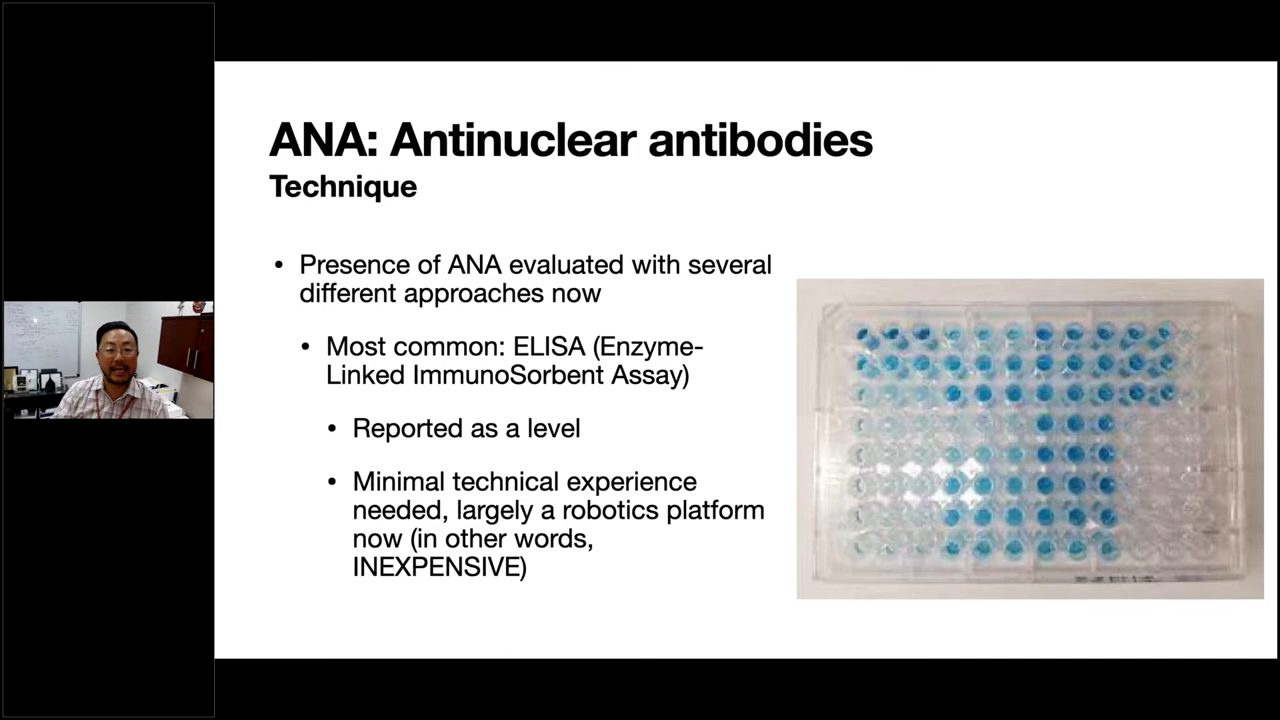 ANA: Antinuclear antibodies
Technique
• Presence of ANA evaluated with several
different approaches now
• Most common: ELISA (Enzyme-
Linked ImmunoSorbent Assay)
• Reported as a level
• Minimal technical experience
needed, largely a robotics platform
now (in other words,
INEXPENSIVE)